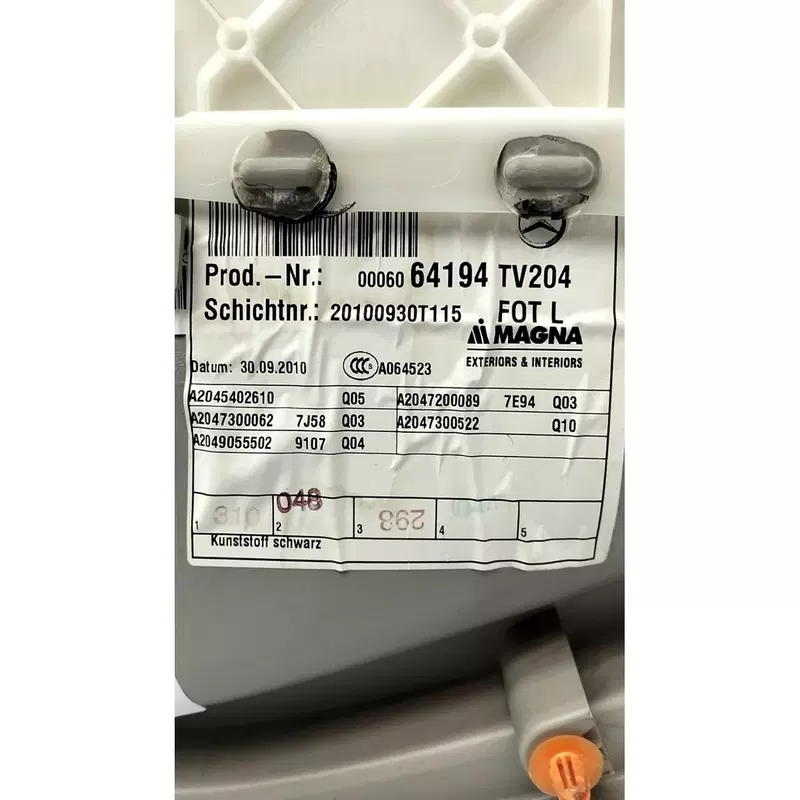 Prod.-Nr.: 00060 64194 TV204
Schichtnr.: 20100930T115 FOT L
MAGNA
EXTERIORS & INTERIORS
Datum: 30.09.2010 CCC S A064523
A2045402610 Q05 A2047200089 7E94 Q03
A2047300062 7J58 Q03 A2047300522 Q10
A2049055502 9107 Q04
1 310 2 048 3 293 4 5
Kunststoff schwarz